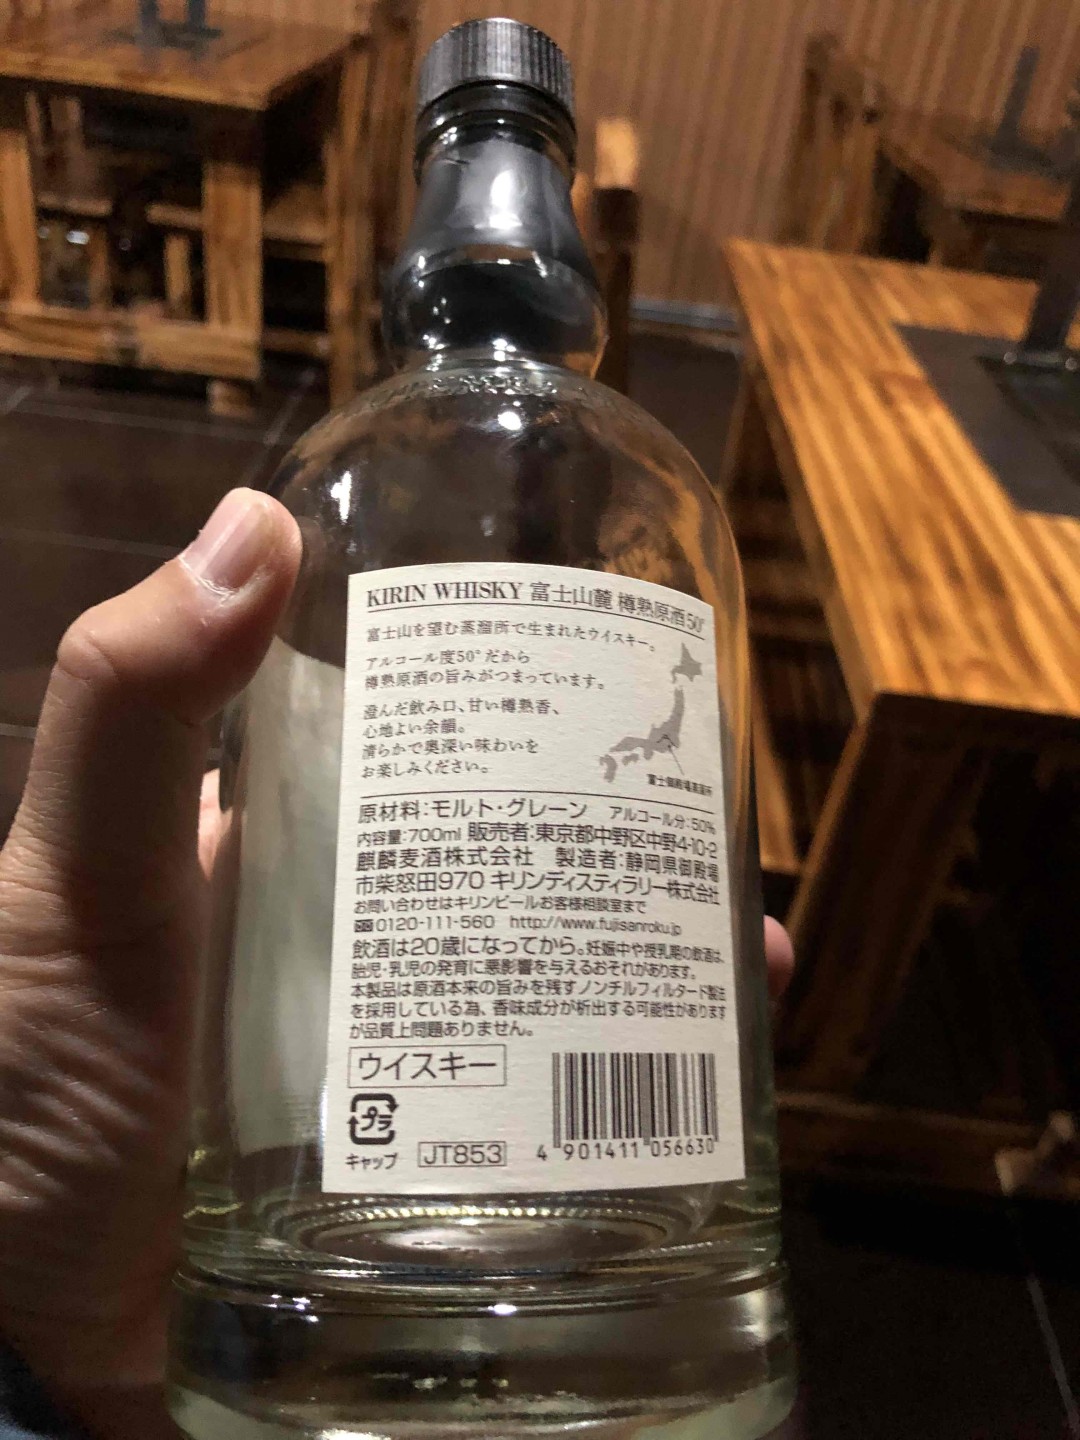 KIRIN WHISKY 富士山麓 樽熟原酒50°
富士山を望む蒸溜所で生まれたウイスキー。
アルコール度50°だから
樽熟原酒の旨みがつまっています。
澄んだ飲み口、甘い樽熟香、
心地よい余韻。
清らかで奥深い味わいを
お楽しみください。
富士御殿場蒸溜所
原材料:モルト・グレーン アルコール分:50%
内容量:700ml 販売者:東京都中野区中野4-10-2
麒麟麦酒株式会社 製造者:静岡県御殿場
市柴怒田970 キリンディスティラリー株式会社
お問い合わせはキリンビールお客様相談室まで
0120-111-560 http://www.fujisanroku.jp
飲酒は20歳になってから。妊娠中や授乳期の飲酒は、
胎児・乳児の発育に悪影響を与えるおそれがあります。
本製品は原酒本来の旨みを残すノンチルフィルタード製法
を採用している為、香味成分が析出する可能性があります
が品質上問題ありません。
ウイスキー
プラ
キャップ
JT853
4 901411 056630